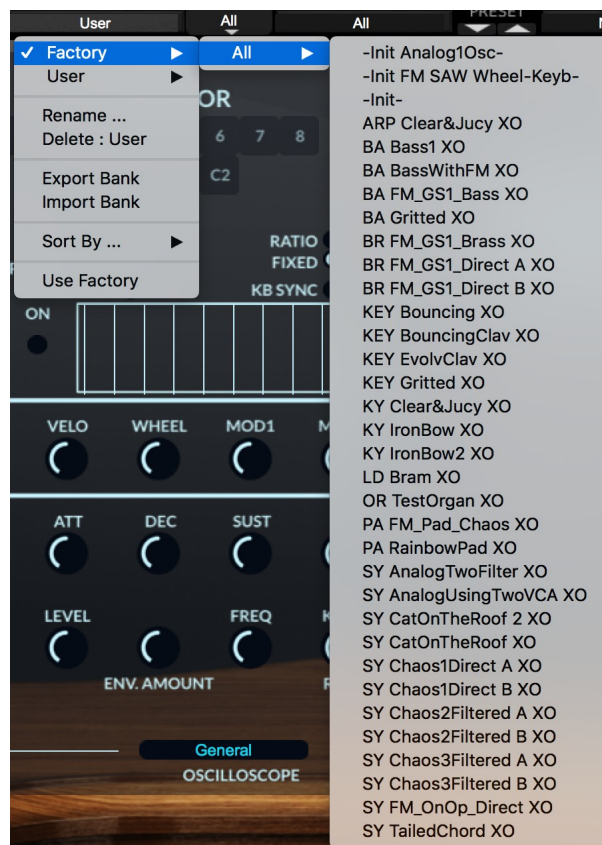 User
All
All
PRESET
✓ Factory
User
Rename ...
Delete : User
Export Bank
Import Bank
Sort By ...
Use Factory
All
-Init Analog1Osc-
-Init FM SAW Wheel-Keyb-
-Init-
ARP Clear&Jucy XO
BA Bass1 XO
BA BassWithFM XO
BA FM_GS1_Bass XO
BA Gritted XO
BR FM_GS1_Brass XO
BR FM_GS1_Direct A XO
BR FM_GS1_Direct B XO
KEY Bouncing XO
KEY BouncingClav XO
KEY EvolvClav XO
KEY Gritted XO
KY Clear&Jucy XO
KY IronBow XO
KY IronBow2 XO
LD Bram XO
OR TestOrgan XO
PA FM_Pad_Chaos XO
PA RainbowPad XO
SY AnalogTwoFilter XO
SY AnalogUsingTwoVCA XO
SY CatOnTheRoof 2 XO
SY CatOnTheRoof XO
SY Chaos1Direct A XO
SY Chaos1Direct B XO
SY Chaos2Filtered A XO
SY Chaos2Filtered B XO
SY Chaos3Filtered A XO
SY Chaos3Filtered B XO
SY FM_OnOp_Direct XO
SY TailedChord XO
OR
6 7 8
C2
RATIO
FIXED
KB SYNC
ON
VELO WHEEL MOD1
ATT DEC SUST
LEVEL FREQ
ENV. AMOUNT
General
OSCILLOSCOPE